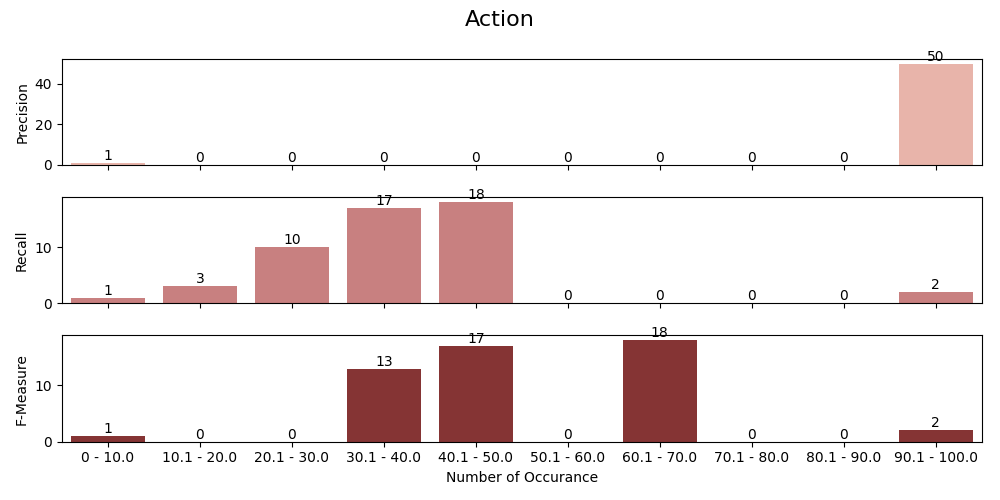 Action
Precision
40
20
0
1 0 0 0 0 0 0 0 0 50
Recall
10
0
1 3 10 17 18 0 0 0 0 2
F-Measure
10
0
1 0 0 13 17 0 18 0 0 2
0 - 10.0 10.1 - 20.0 20.1 - 30.0 30.1 - 40.0 40.1 - 50.0 50.1 - 60.0 60.1 - 70.0 70.1 - 80.0 80.1 - 90.0 90.1 - 100.0
Number of Occurance